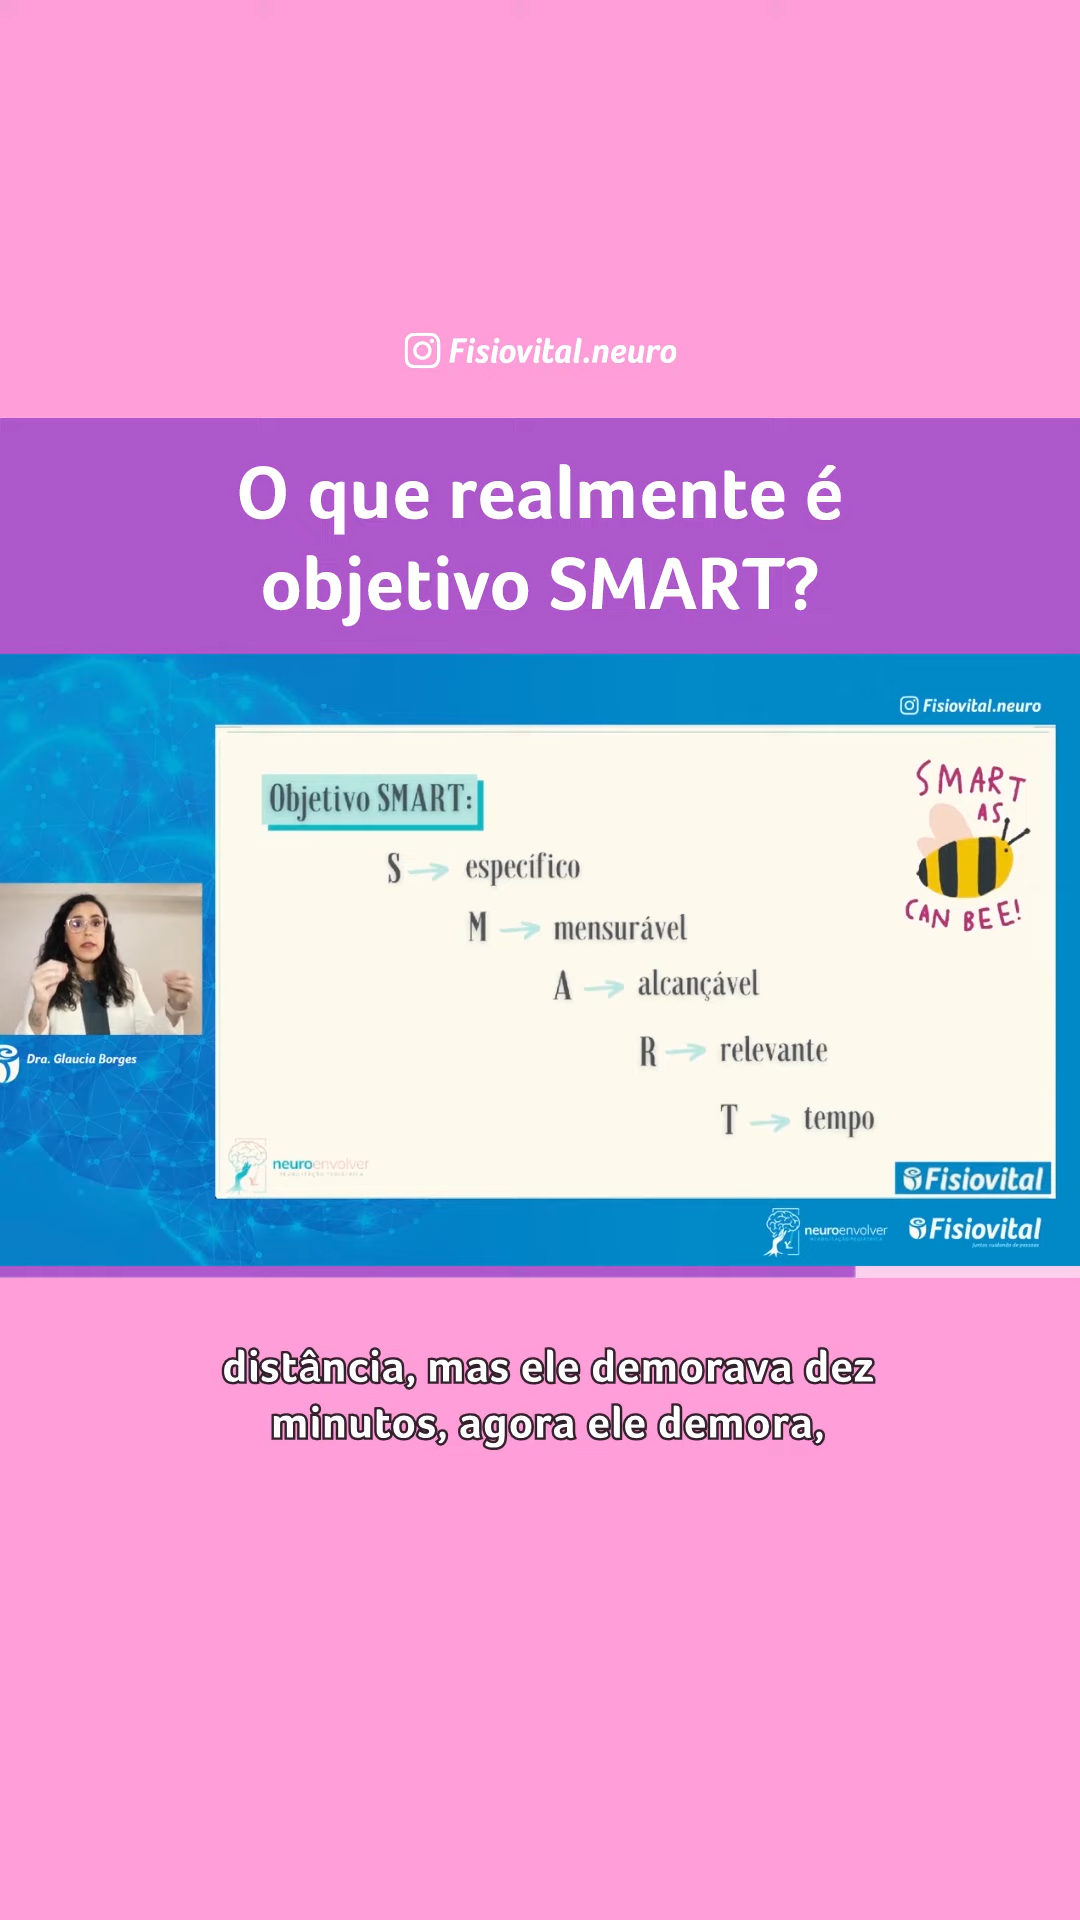 Fisiovital.neuro
O que realmente é
objetivo SMART?
Fisiovital.neuro
Objetivo SMART:
SMART
AS
CAN BEE!
S → específico
M → mensurável
A → alcançável
R → relevante
T → tempo
Dra. Glaucia Borges
neuroenvolver
Fisiovital
neuroenvolver
Fisiovital
distância, mas ele demorava dez
minutos, agora ele demora,